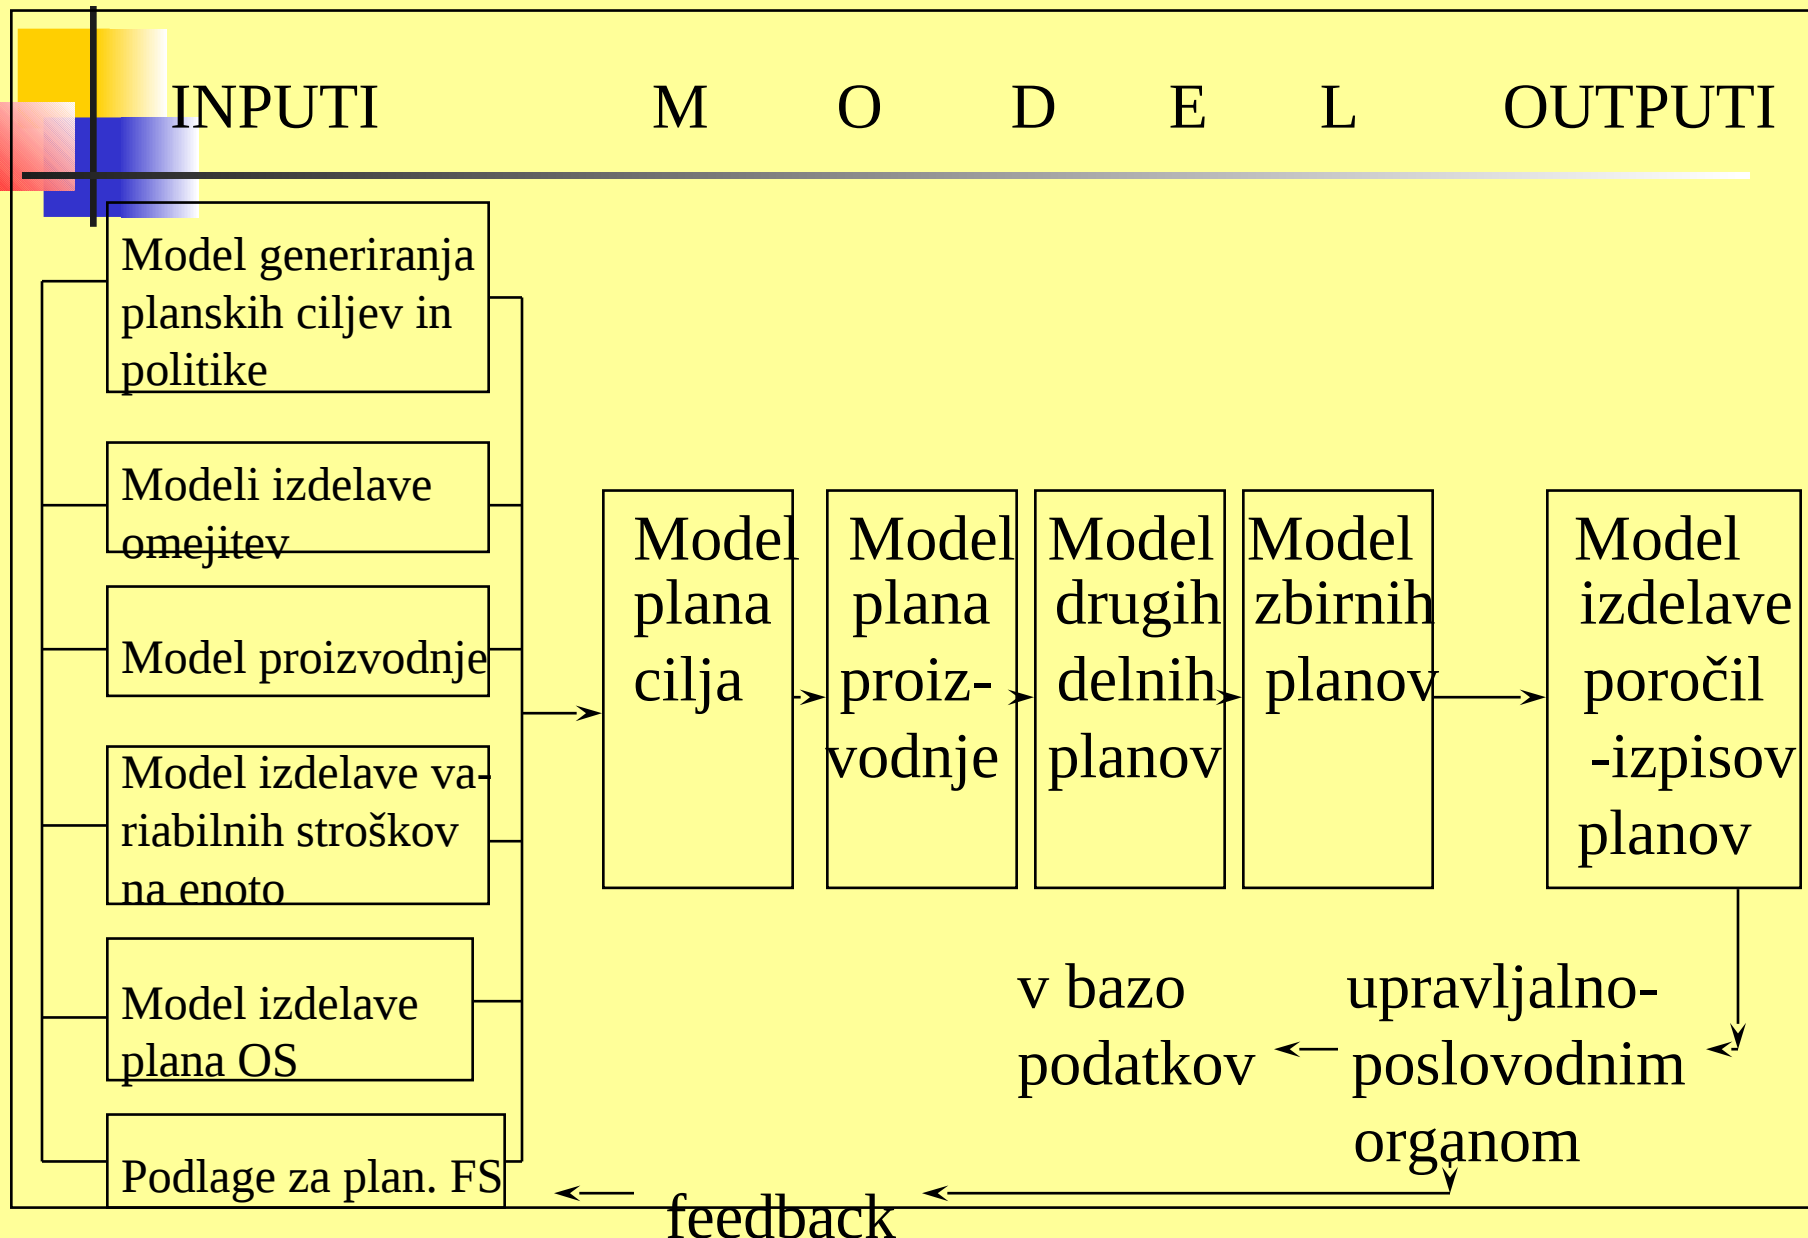 INPUTI M O D E L OUTPUTI
Model generiranja
planskih ciljev in
politike
Modeli izdelave
omejitev
Model proizvodnje
Model izdelave va-
riabilnih stroškov
na enoto
Model izdelave
plana OS
Podlage za plan. FS
Model
plana
cilja
Model
plana
proiz-
vodnje
Model
drugih
delnih
planov
Model
zbirnih
planov
Model
izdelave
poročil
-izpisov
planov
v bazo
podatkov
upravljalno-
poslovodnim
organom
feedback